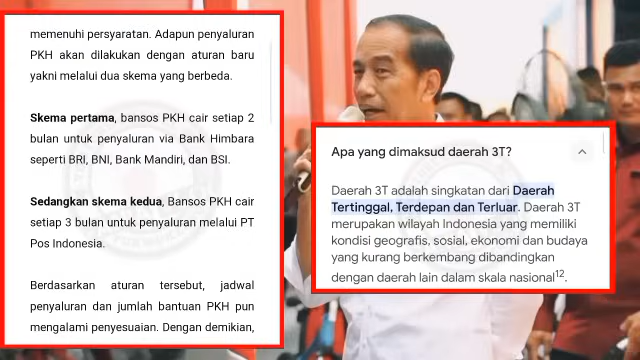 memenuhi persyaratan. Adapun penyaluran
PKH akan dilakukan dengan aturan baru
yakni melalui dua skema yang berbeda.
Skema pertama, bansos PKH cair setiap 2
bulan untuk penyaluran via Bank Himbara
seperti BRI, BNI, Bank Mandiri, dan BSI.
Sedangkan skema kedua, Bansos PKH cair
setiap 3 bulan untuk penyaluran melalui PT
Pos Indonesia.
Berdasarkan aturan tersebut, jadwal
penyaluran dan jumlah bantuan PKH pun
mengalami penyesuaian. Dengan demikian,
Apa yang dimaksud daerah 3T?
Daerah 3T adalah singkatan dari Daerah
Tertinggal, Terdepan dan Terluar. Daerah 3T
merupakan wilayah Indonesia yang memiliki
kondisi geografis, sosial, ekonomi dan budaya
yang kurang berkembang dibandingkan
dengan daerah lain dalam skala nasional¹².